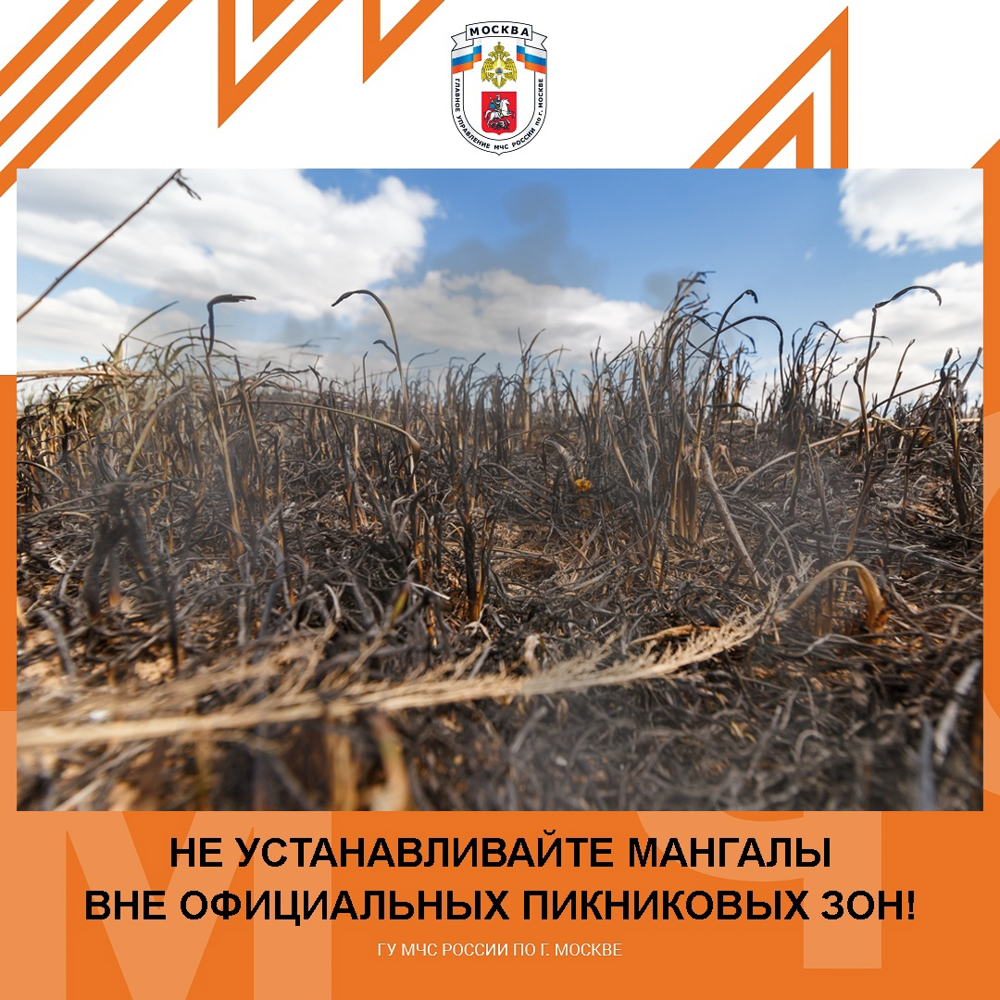 МОСКВА
ГЛАВНОЕ УПРАВЛЕНИЕ МЧС РОССИИ по г. МОСКВЕ
НЕ УСТАНАВЛИВАЙТЕ МАНГАЛЫ
ВНЕ ОФИЦИАЛЬНЫХ ПИКНИКОВЫХ ЗОН!
ГУ МЧС РОССИИ ПО Г. МОСКВЕ